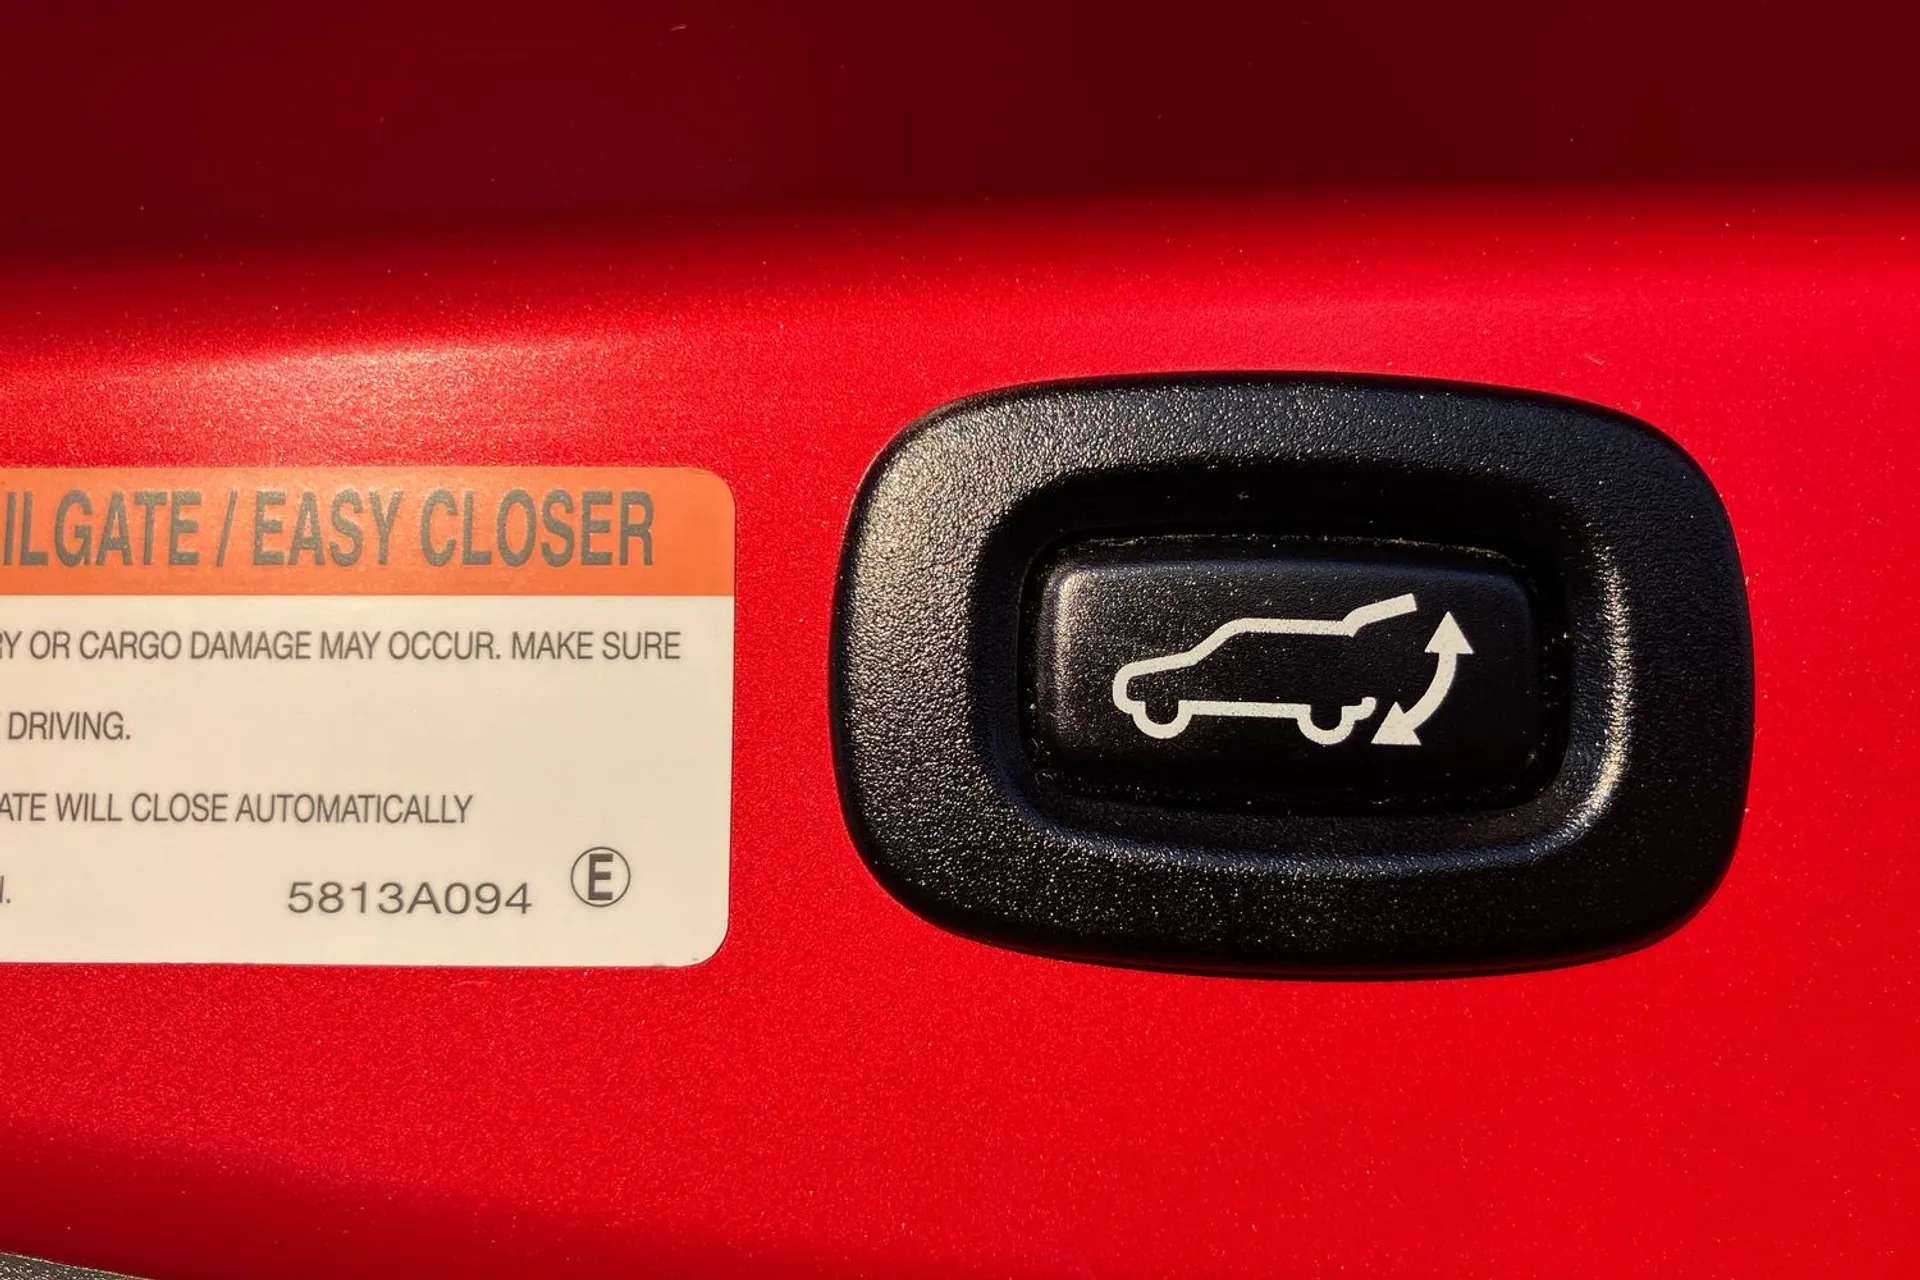 ILGATE / EASY CLOSER
RY OR CARGO DAMAGE MAY OCCUR. MAKE SURE
DRIVING.
ATE WILL CLOSE AUTOMATICALLY
5813A094 E